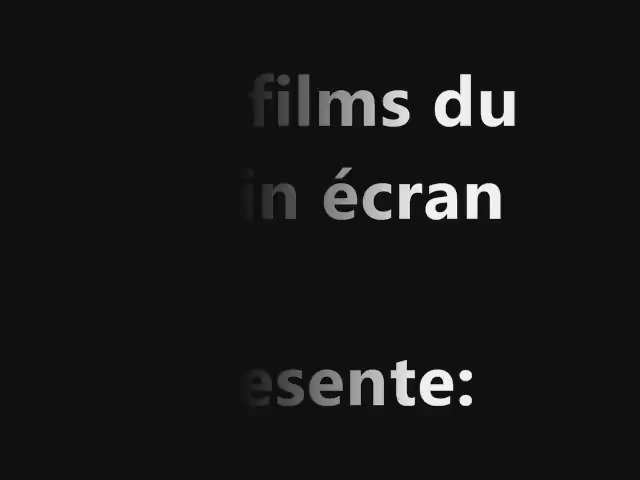 films du
in écran
esente: